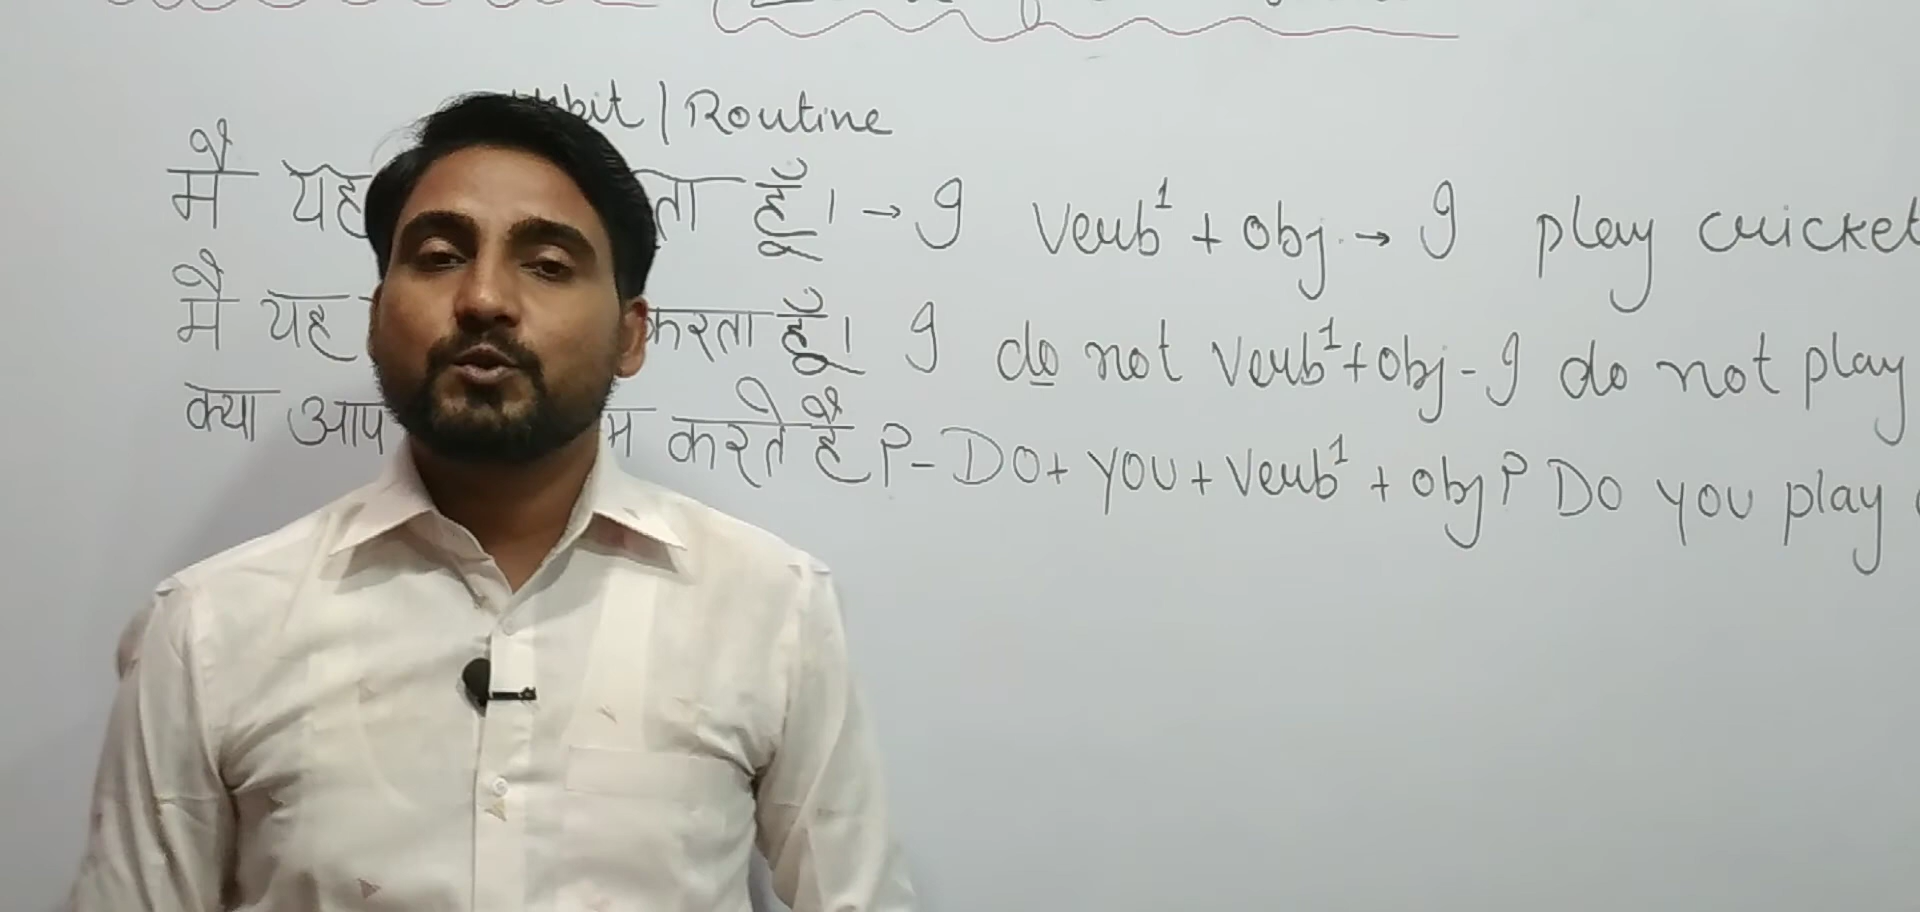 Habit | Routine
मैं यह ता हूँ। → I Verb¹ + obj. → I play cricket
मैं यह करता हूँ। I do not Verb¹+obj - I do not play
क्या आप म करते हैं ? - DO + YOU + Verb¹ + obj ? DO YOU play